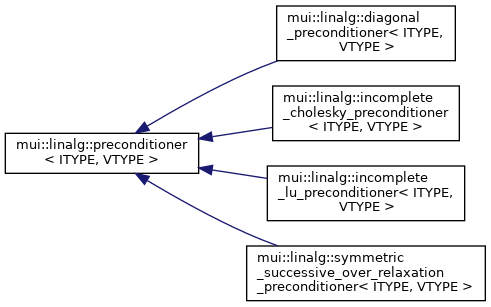 mui::linalg::diagonal
_preconditioner< ITYPE,
VTYPE >
mui::linalg::incomplete
_cholesky_preconditioner
< ITYPE, VTYPE >
mui::linalg::preconditioner
< ITYPE, VTYPE >
mui::linalg::incomplete
_lu_preconditioner< ITYPE,
VTYPE >
mui::linalg::symmetric
_successive_over_relaxation
_preconditioner< ITYPE, VTYPE >